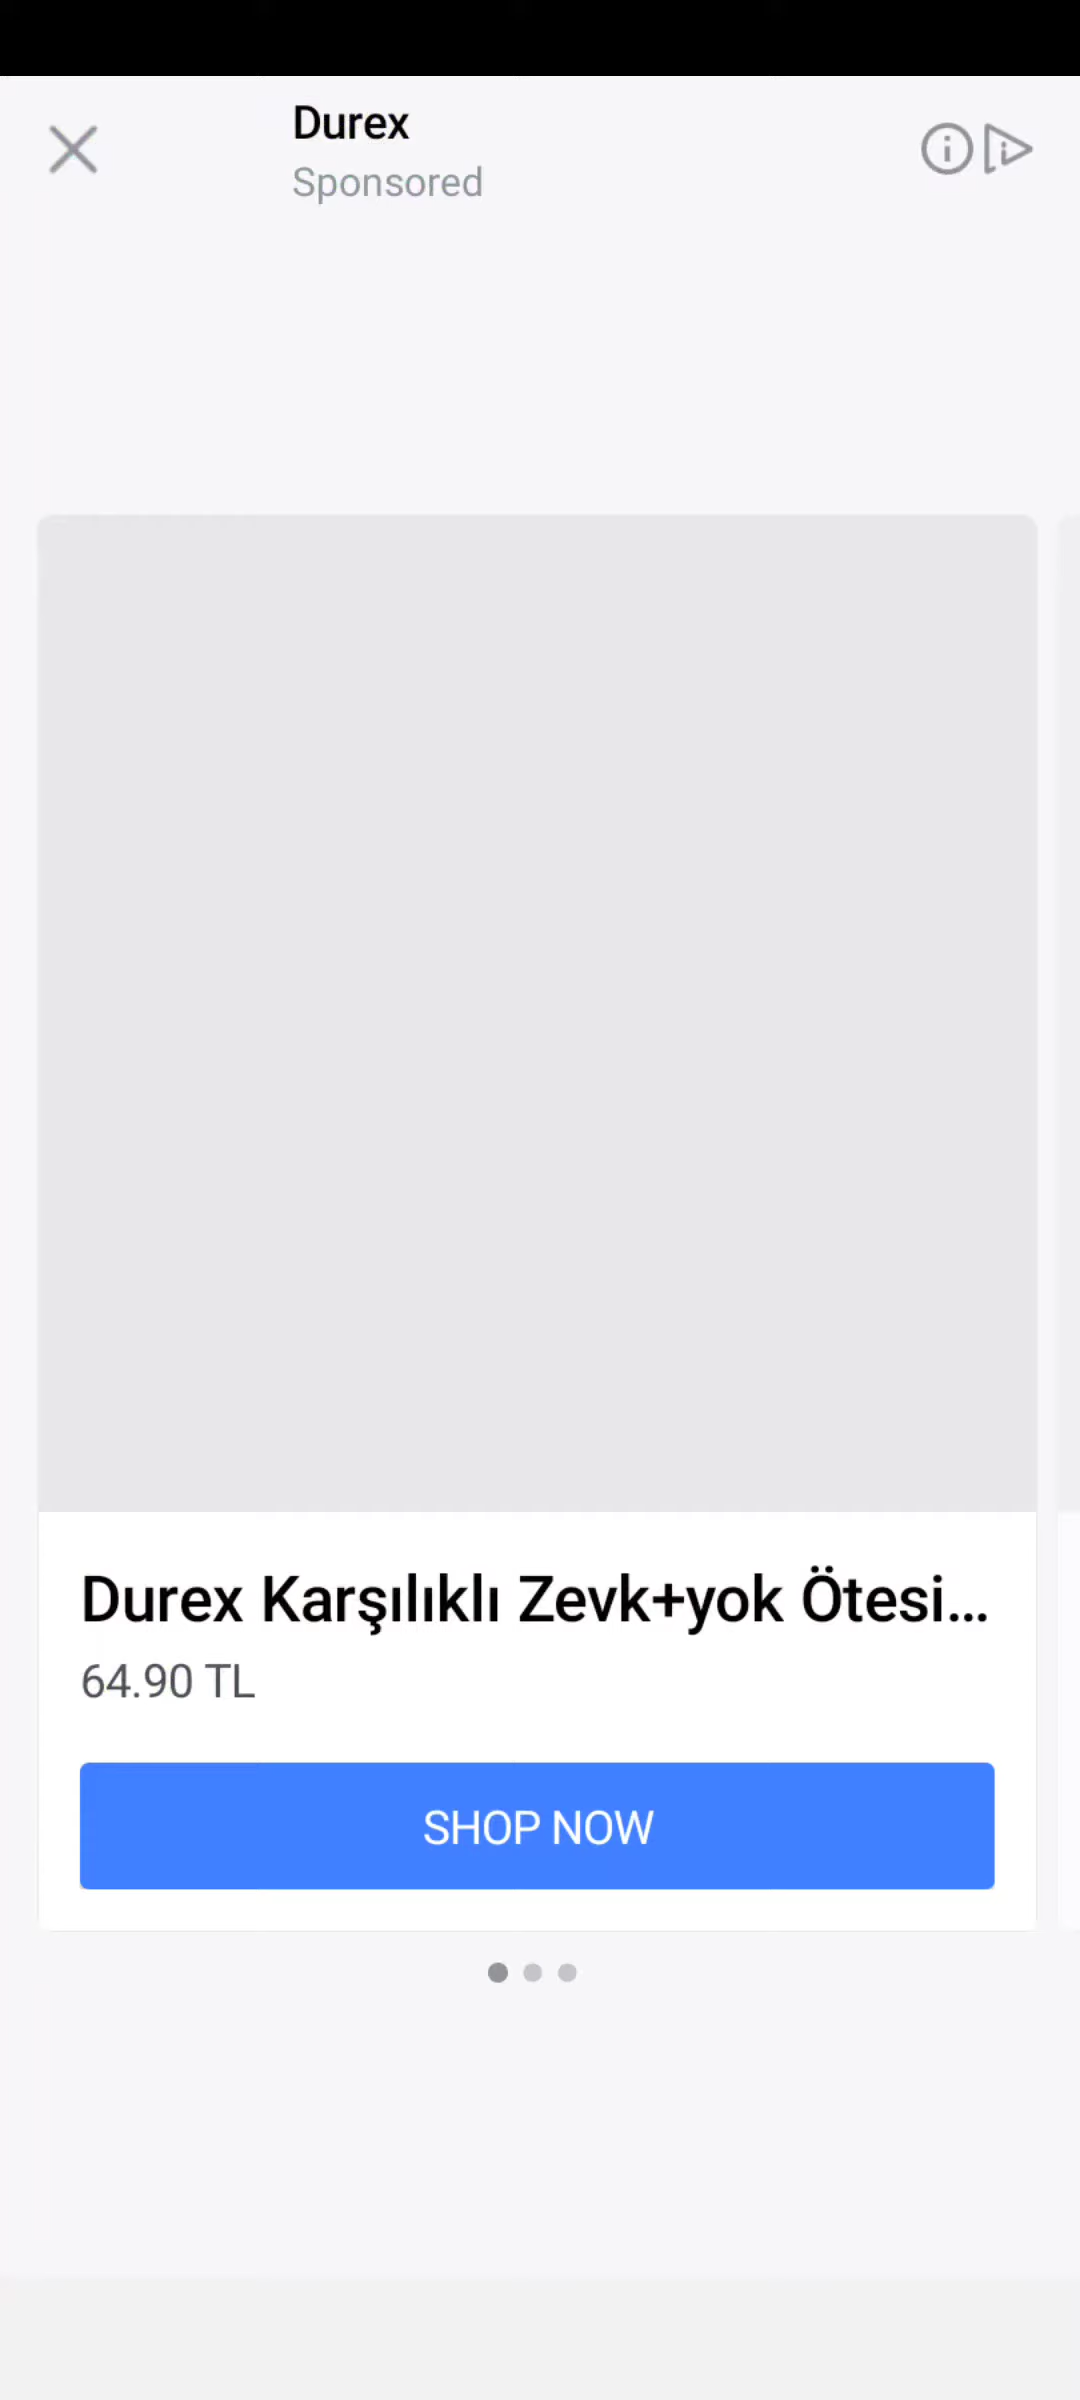 Durex
Sponsored
Durex Karşılıklı Zevk+yok Ötesi...
64.90 TL
SHOP NOW